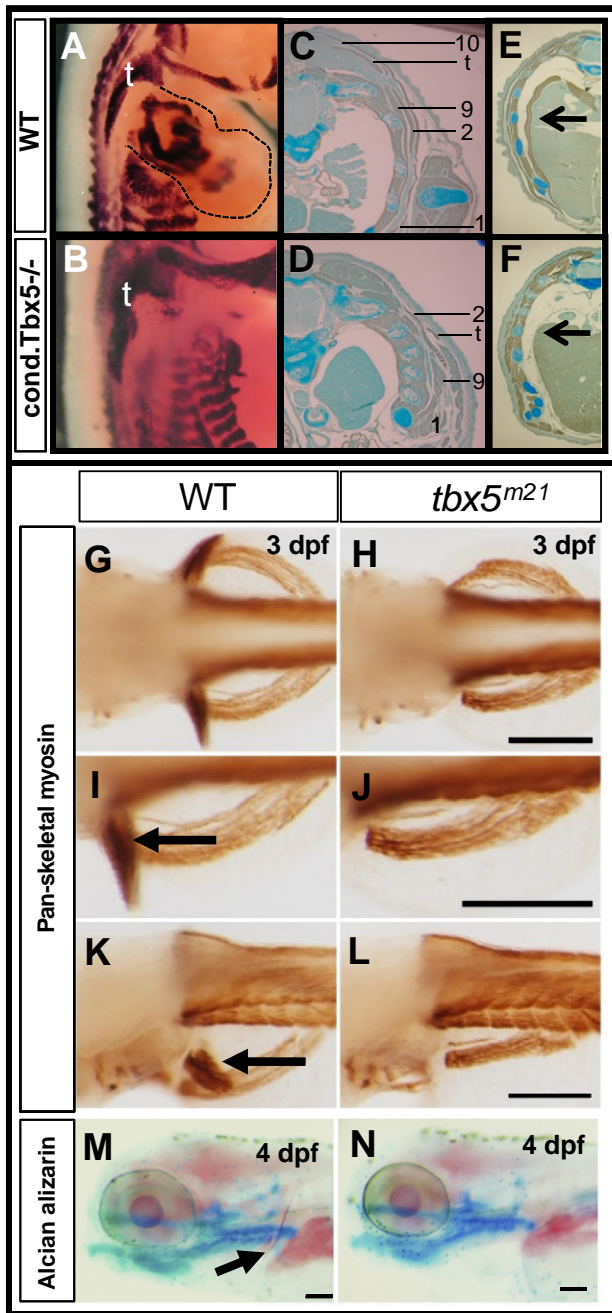 WT
A
t
C
10
t
9
2
1
E
cond.Tbx5-/-
B
t
D
2
t
9
1
F
WT
tbx5m21
Pan-skeletal myosin
G
3 dpf
H
3 dpf
I
J
K
L
Alcian alizarin
M
4 dpf
N
4 dpf